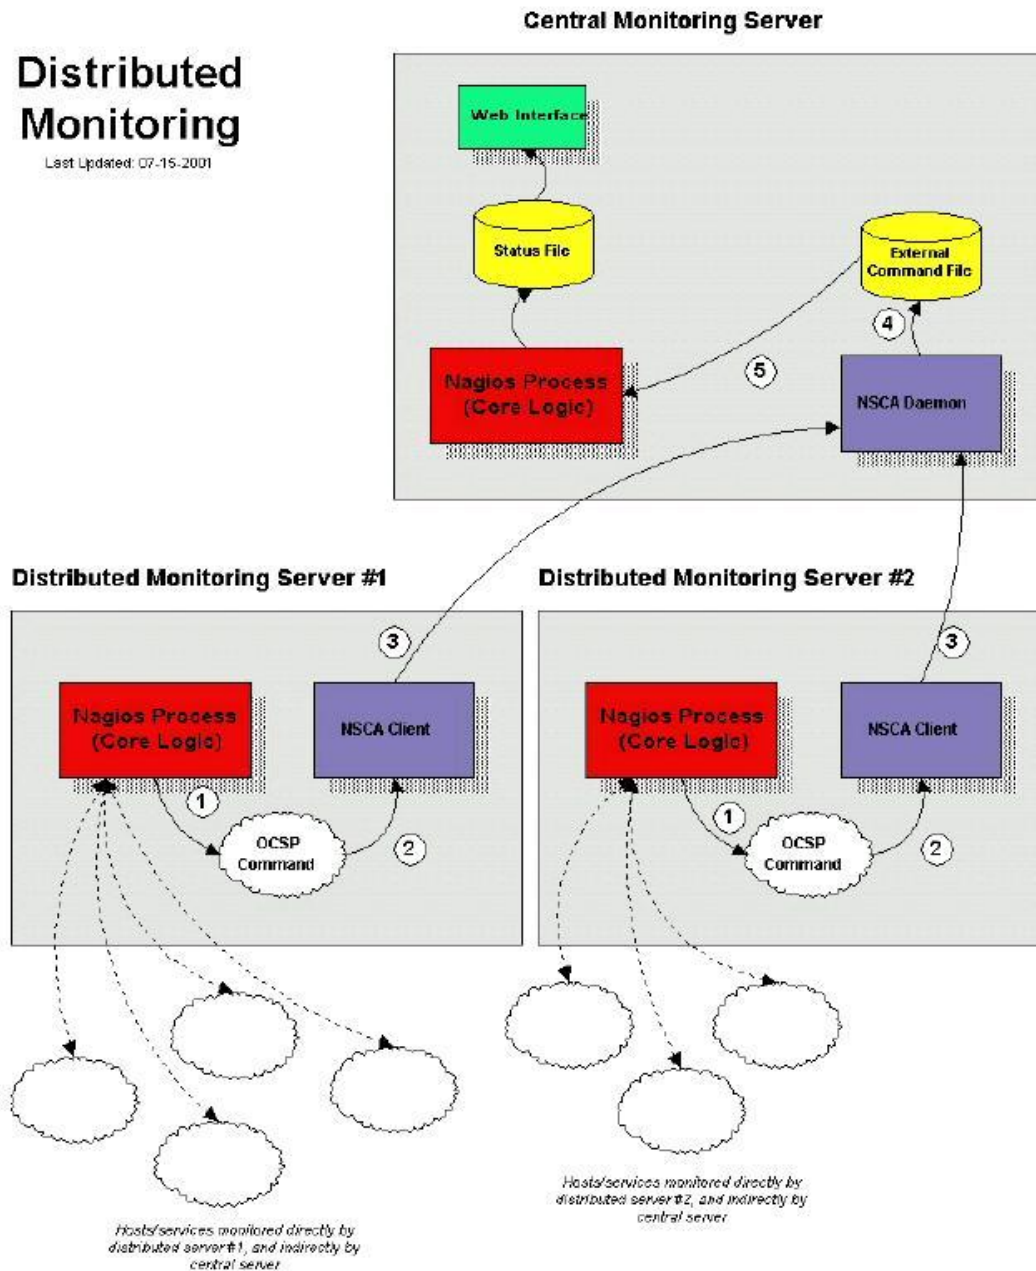 Central Monitoring Server
Distributed
Monitoring
Last Updated: 07-15-2001
Web Interface
Status File
External
Command File
4
5
Nagios Process
(Core Logic)
NSCA Daemon
Distributed Monitoring Server #1
Distributed Monitoring Server #2
3
3
Nagios Process
(Core Logic)
NSCA Client
Nagios Process
(Core Logic)
NSCA Client
1
OCSP
Command
2
1
OCSP
Command
2
Hosts/services monitored directly by
distributed server #2, and indirectly by
central server
Hosts/services monitored directly by
distributed server #1, and indirectly by
central server